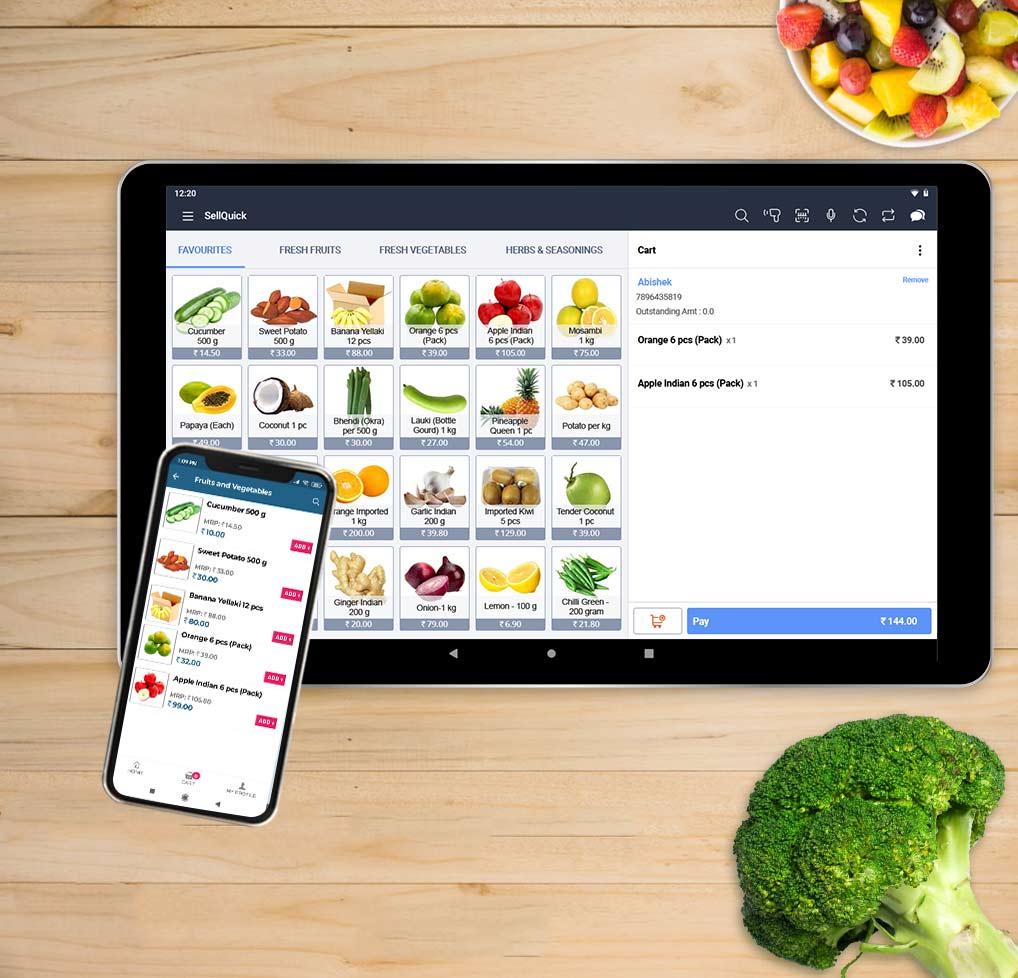 12:20
SellQuick
FAVOURITES
FRESH FRUITS
FRESH VEGETABLES
HERBS & SEASONINGS
Cart
Abishek
Remove
7896435819
Outstanding Amt : 0.0
Orange 6 pcs (Pack) x 1
₹ 39.00
Apple Indian 6 pcs (Pack) x 1
₹ 105.00
Pay
₹ 144.00
Cucumber
500 g
₹ 14.50
Sweet Potato
500 g
₹ 33.00
Banana Yellaki
12 pcs
₹ 88.00
Orange 6 pcs
(Pack)
₹ 39.00
Apple Indian
6 pcs (Pack)
₹ 105.00
Mosambi
1 kg
₹ 75.00
Papaya (Each)
₹ 49.00
Coconut 1 pc
₹ 30.00
Bhendi (Okra)
per 500 g
₹ 30.00
Lauki (Bottle
Gourd) 1 kg
₹ 27.00
Pineapple
Queen 1 pc
₹ 54.00
Potato per kg
₹ 47.00
range Imported
1 kg
₹ 200.00
Garlic Indian
200 g
₹ 39.80
Imported Kiwi
5 pcs
₹ 129.00
Tender Coconut
1 pc
₹ 39.00
Ginger Indian
200 g
₹ 20.00
Onion-1 kg
₹ 79.00
Lemon - 100 g
₹ 6.90
Chilli Green -
200 gram
₹ 21.80
1:09 PM
Fruits and Vegetables
Cucumber 500 g
MRP: ₹ 14.50
₹ 10.00
ADD +
Sweet Potato 500 g
MRP: ₹ 33.00
₹ 30.00
ADD +
Banana Yellaki 12 pcs
MRP: ₹ 88.00
₹ 80.00
ADD +
Orange 6 pcs (Pack)
MRP: ₹ 39.00
₹ 32.00
ADD +
Apple Indian 6 pcs (Pack)
MRP: ₹ 105.80
₹ 99.00
ADD +
HOME
CART
MY PROFILE